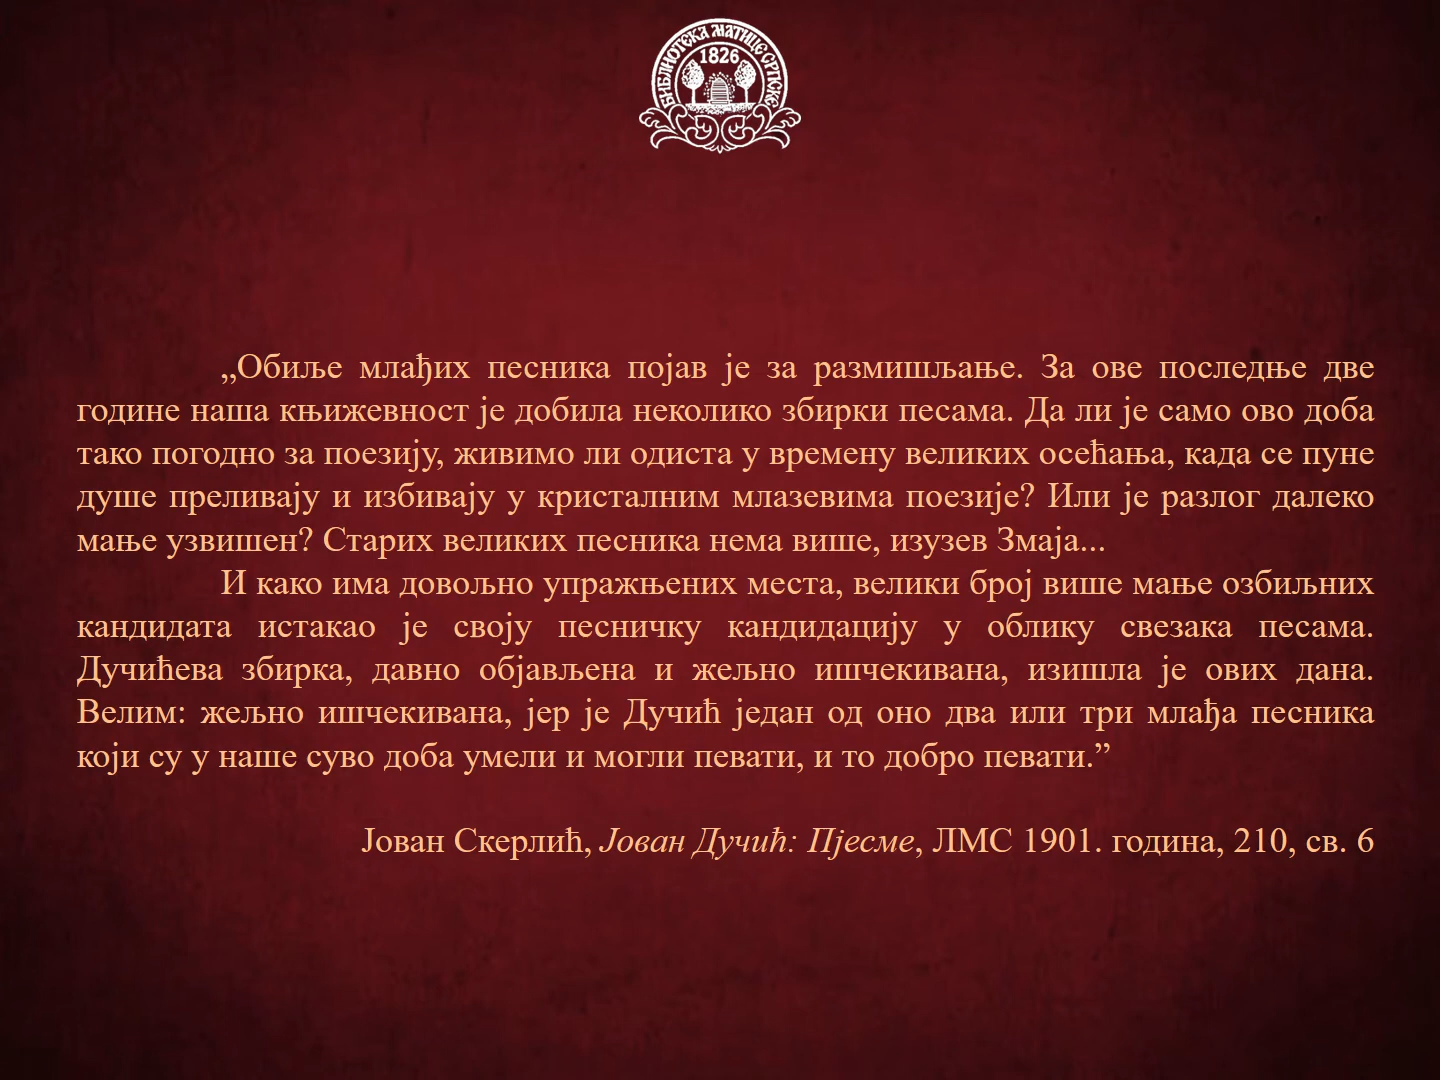 БИБЛИОТЕКА МАТИЦЕ СРПСКЕ
1826
„Обиље млађих песника појав је за размишљање. За ове последње две
године наша књижевност је добила неколико збирки песама. Да ли је само ово доба
тако погодно за поезију, живимо ли одиста у времену великих осећања, када се пуне
душе преливају и избивају у кристалним млазевима поезије? Или је разлог далеко
мање узвишен? Старих великих песника нема више, изузев Змаја...
И како има довољно упражњених места, велики број више мање озбиљних
кандидата истакао је своју песничку кандидацију у облику свезака песама.
Дучићева збирка, давно објављена и жељно ишчекивана, изишла је ових дана.
Велим: жељно ишчекивана, јер је Дучић један од оно два или три млађа песника
који су у наше суво доба умели и могли певати, и то добро певати.”
Јован Скерлић, Јован Дучић: Пјесме, ЛМС 1901. година, 210, св. 6